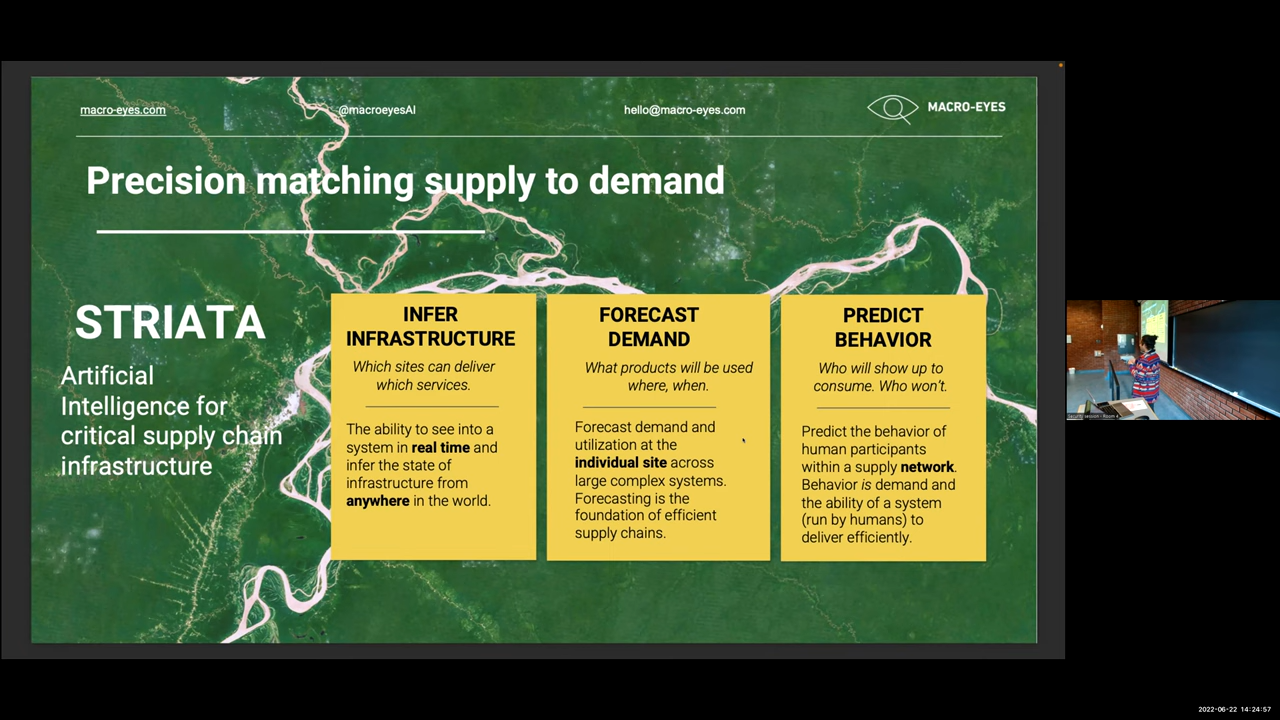 macro-eyes.com
@macroeyesAI
hello@macro-eyes.com
MACRO-EYES
Precision matching supply to demand
STRIATA
Artificial
Intelligence for
critical supply chain
infrastructure
INFER
INFRASTRUCTURE
Which sites can deliver
which services.
The ability to see into a
system in real time and
infer the state of
infrastructure from
anywhere in the world.
FORECAST
DEMAND
What products will be used
where, when.
Forecast demand and
utilization at the
individual site across
large complex systems.
Forecasting is the
foundation of efficient
supply chains.
PREDICT
BEHAVIOR
Who will show up to
consume. Who won't.
Predict the behavior of
human participants
within a supply network.
Behavior is demand and
the ability of a system
(run by humans) to
deliver efficiently.
2022-06-22 14:24:57